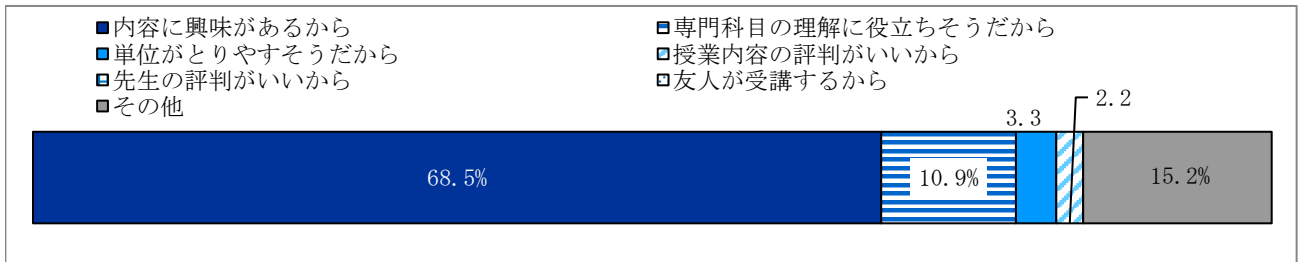 ■内容に興味があるから
専門科目の理解に役立ちそうだから
■単位がとりやすそうだから
授業内容の評判がいいから
先生の評判がいいから
友人が受講するから
■その他
3.3
2.2
68.5%
10.9%
15.2%